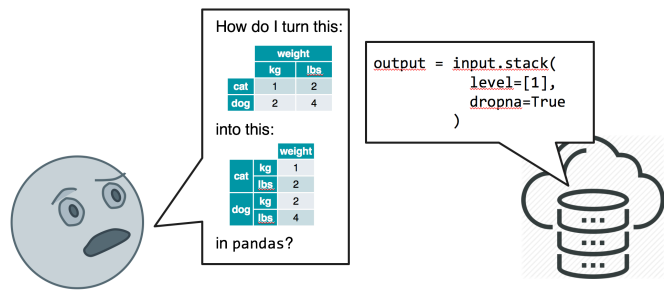 How do I turn this:
weight
kg lbs
cat 1 2
dog 2 4
into this:
weight
cat kg 1
lbs 2
dog kg 2
lbs 4
in pandas?
output = input.stack(
level=[1],
dropna=True
)